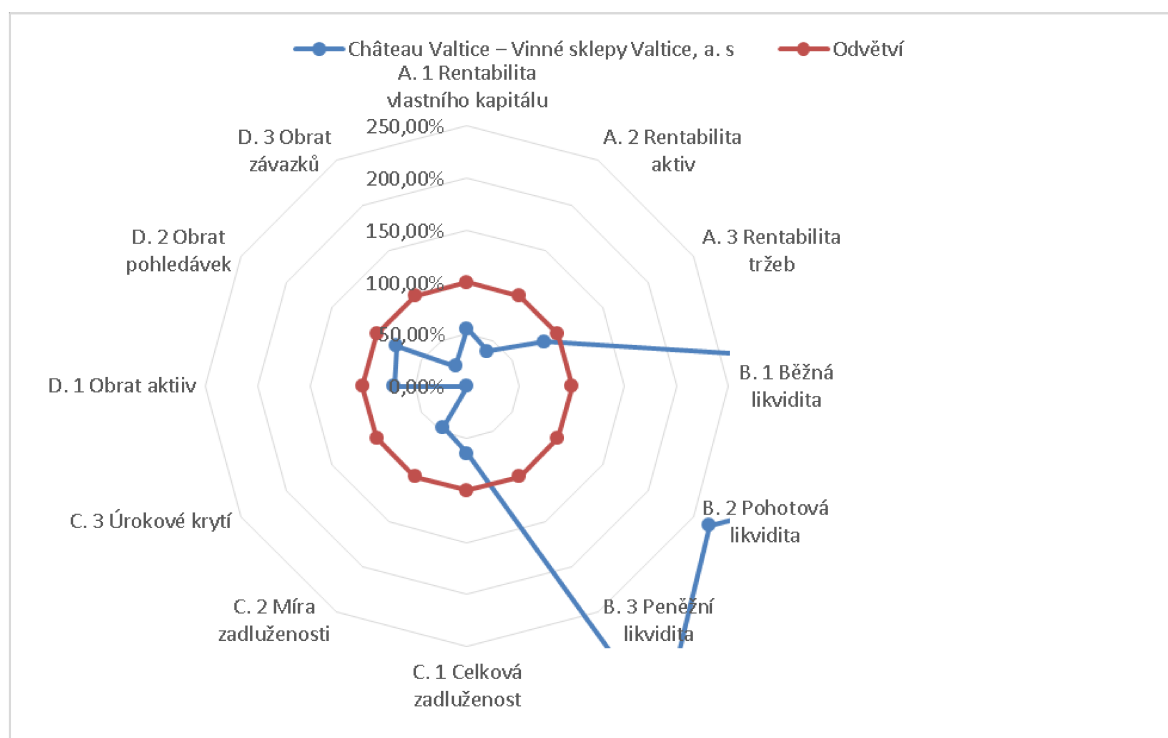 Château Valtice – Vinné sklepy Valtice, a. s
Odvětví
A. 1 Rentabilita
vlastního kapitálu
A. 2 Rentabilita
aktiv
A. 3 Rentabilita
tržeb
B. 1 Běžná
likvidita
B. 2 Pohotová
likvidita
B. 3 Peněžní
likvidita
C. 1 Celková
zadluženost
C. 2 Míra
zadluženosti
C. 3 Úrokové krytí
D. 1 Obrat aktiiv
D. 2 Obrat
pohledávek
D. 3 Obrat
závazků
250,00%
200,00%
150,00%
100,00%
50,00%
0,00%